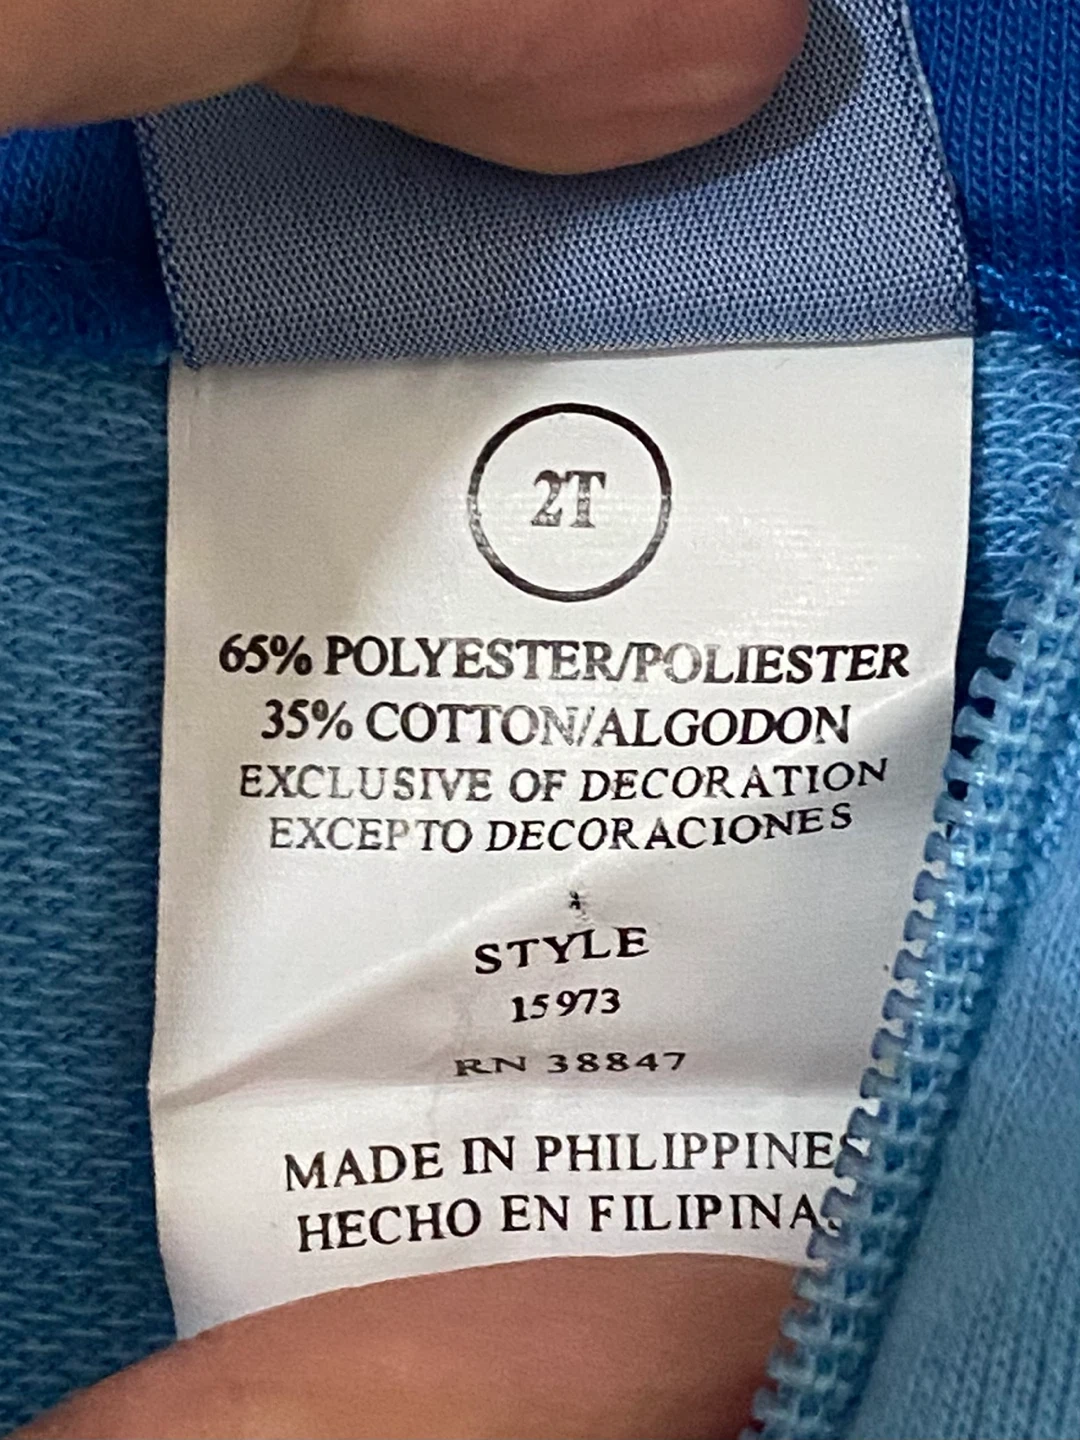 2T
65% POLYESTER/POLIESTER
35% COTTON/ALGODON
EXCLUSIVE OF DECORATION
EXCEPTO DECORACIONES
STYLE
15973
RN 38847
MADE IN PHILIPPINES
HECHO EN FILIPINAS